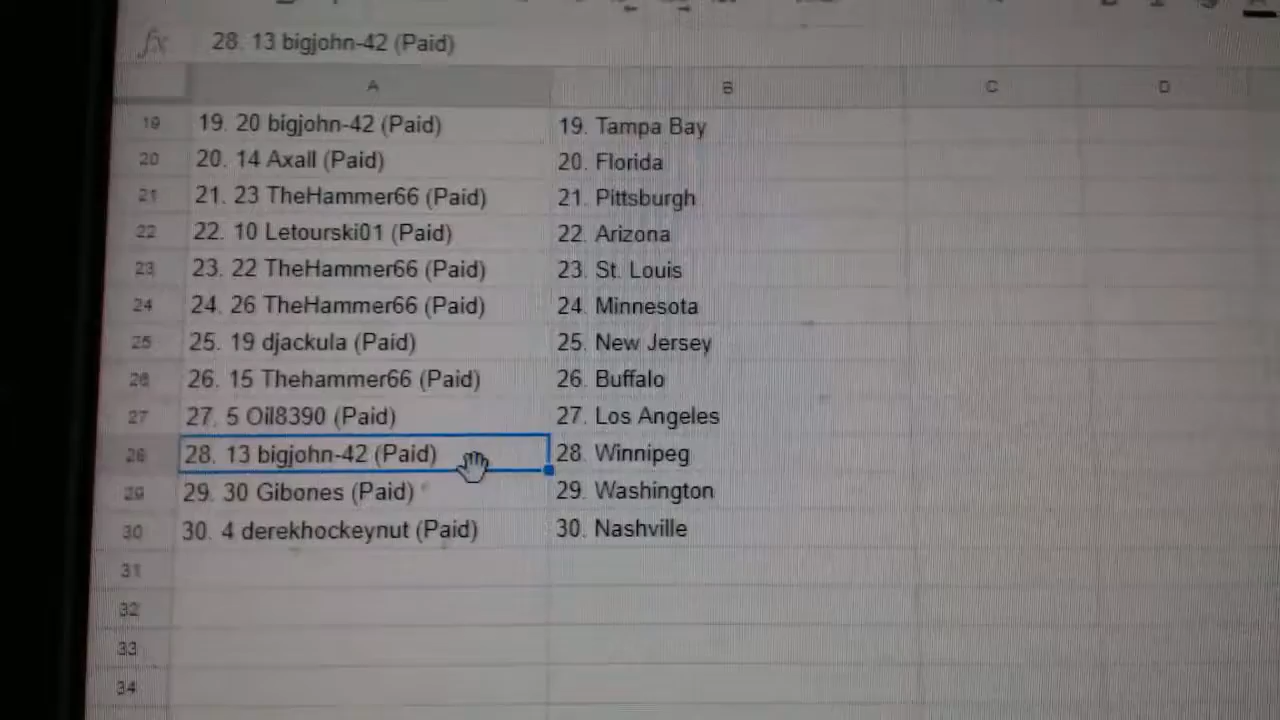 fx 28. 13 bigjohn-42 (Paid)
A B C D
19 19. 20 bigjohn-42 (Paid) 19. Tampa Bay
20 20. 14 Axall (Paid) 20. Florida
21 21. 23 TheHammer66 (Paid) 21. Pittsburgh
22 22. 10 Letourski01 (Paid) 22. Arizona
23 23. 22 TheHammer66 (Paid) 23. St. Louis
24 24. 26 TheHammer66 (Paid) 24. Minnesota
25 25. 19 djackula (Paid) 25. New Jersey
26 26. 15 Thehammer66 (Paid) 26. Buffalo
27 27. 5 Oil8390 (Paid) 27. Los Angeles
28 28. 13 bigjohn-42 (Paid) 28. Winnipeg
29 29. 30 Gibones (Paid) 29. Washington
30 30. 4 derekhockeynut (Paid) 30. Nashville
31
32
33
34